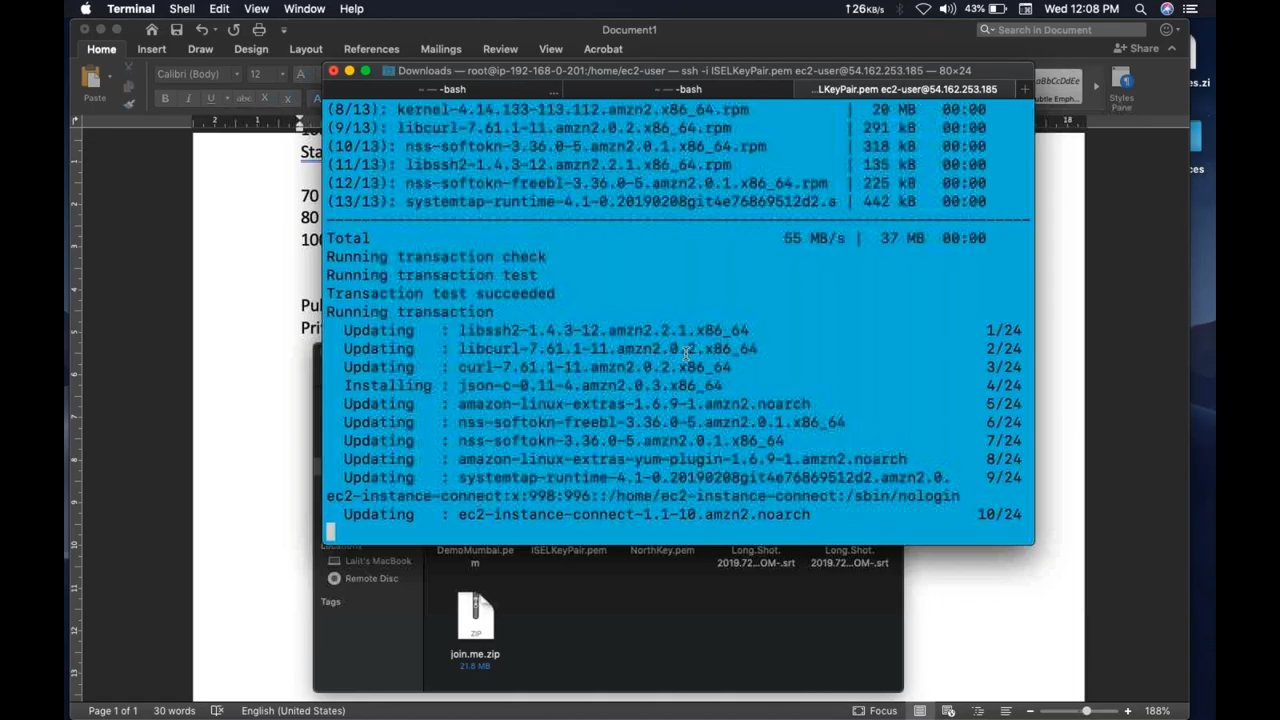 Terminal Shell Edit View Window Help 26KB/s 43% Wed 12:08 PM
Document1 Search in Document
Home Insert Draw Design Layout References Mailings Review View Acrobat Share
Calibri (Body) 12
Paste B I U abc X X Subtle Emph... Styles Pane
AaBbCcDdEe
Downloads — root@ip-192-168-0-201:/home/ec2-user — ssh -i ISELKeyPair.pem ec2-user@54.162.253.185 — 80×24
— -bash ... — -bash ...LKeyPair.pem ec2-user@54.162.253.185 +
2 1 18
(8/13): kernel-4.14.133-113.112.amzn2.x86_64.rpm | 20 MB 00:00
(9/13): libcurl-7.61.1-11.amzn2.0.2.x86_64.rpm | 291 kB 00:00
(10/13): nss-softokn-3.36.0-5.amzn2.0.1.x86_64.rpm | 318 kB 00:00
(11/13): libssh2-1.4.3-12.amzn2.2.1.x86_64.rpm | 135 kB 00:00
(12/13): nss-softokn-freebl-3.36.0-5.amzn2.0.1.x86_64.rpm | 225 kB 00:00
(13/13): systemtap-runtime-4.1-0.20190208git4e76869512d2.a | 442 kB 00:00
--------------------------------------------------------------------------------
Total 55 MB/s | 37 MB 00:00
Running transaction check
Running transaction test
Transaction test succeeded
Running transaction
Updating : libssh2-1.4.3-12.amzn2.2.1.x86_64 1/24
Updating : libcurl-7.61.1-11.amzn2.0.2.x86_64 2/24
Updating : curl-7.61.1-11.amzn2.0.2.x86_64 3/24
Installing : json-c-0.11-4.amzn2.0.3.x86_64 4/24
Updating : amazon-linux-extras-1.6.9-1.amzn2.noarch 5/24
Updating : nss-softokn-freebl-3.36.0-5.amzn2.0.1.x86_64 6/24
Updating : nss-softokn-3.36.0-5.amzn2.0.1.x86_64 7/24
Updating : amazon-linux-extras-yum-plugin-1.6.9-1.amzn2.noarch 8/24
Updating : systemtap-runtime-4.1-0.20190208git4e76869512d2.amzn2.0. 9/24
ec2-instance-connect:x:998:996::/home/ec2-instance-connect:/sbin/nologin
Updating : ec2-instance-connect-1.1-10.amzn2.noarch 10/24
Sta
70
80
100
Pu
Pri
Locations
Lalit's MacBook
Remote Disc
Tags
DemoMumbai.pem
ISELKeyPair.pem
NorthKey.pem
Long.Shot.2019.72...OM-.srt
Long.Shot.2019.72...OM-.srt
ZIP
join.me.zip
21.8 MB
es.zi
ces
Page 1 of 1 30 words English (United States) Focus 188%